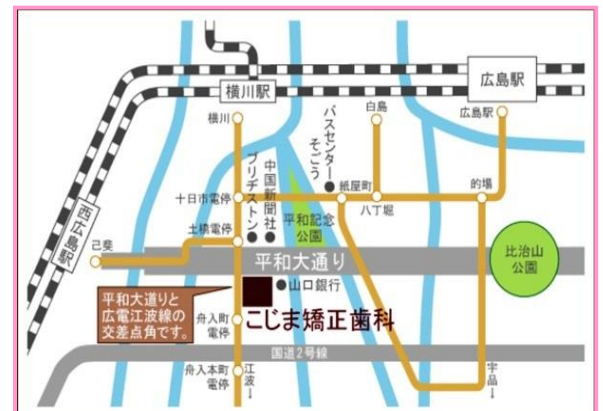 横川駅
広島駅
横川
白島
広島駅
バスセンター
そごう
中国新聞社
ブリヂストン
十日市電停
紙屋町
八丁堀
的場
平和記念
公園
土橋電停
己斐
西広島駅
平和大通り
比治山
公園
山口銀行
平和大道りと
広電江波線の
交差点角です。
こじま矯正歯科
舟入町
電停
国道2号線
舟入本町
電停
江波→
宇品→